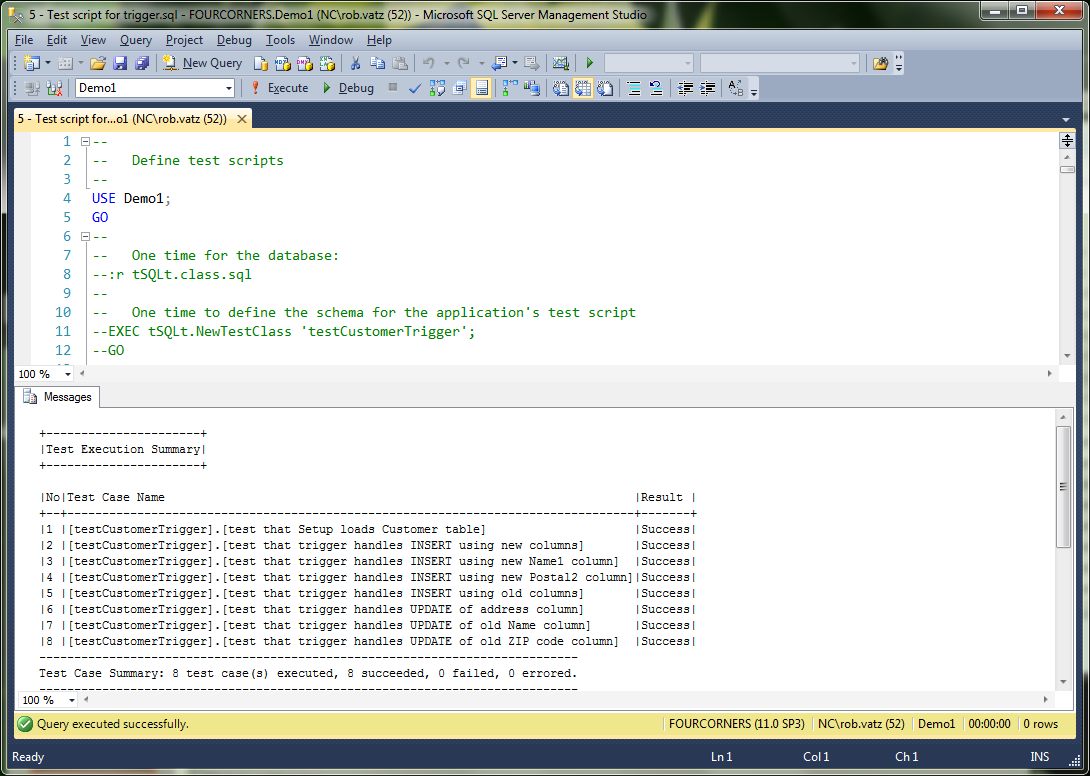 5 - Test script for trigger.sql - FOURCORNERS.Demo1 (NC\rob.vatz (52)) - Microsoft SQL Server Management Studio
File Edit View Query Project Debug Tools Window Help
New Query
Demo1 Execute Debug
5 - Test script for...o1 (NC\rob.vatz (52))
1 --
2 --   Define test scripts
3 --
4 USE Demo1;
5 GO
6 --
7 --   One time for the database:
8 --:r tSQLt.class.sql
9 --
10 --   One time to define the schema for the application's test script
11 --EXEC tSQLt.NewTestClass 'testCustomerTrigger';
12 --GO
100 %
Messages
+----------------------+
|Test Execution Summary|
+----------------------+
|No|Test Case Name                                                                   |Result |
+--+---------------------------------------------------------------------------------+-------+
|1 |[testCustomerTrigger].[test that Setup loads Customer table]                     |Success|
|2 |[testCustomerTrigger].[test that trigger handles INSERT using new columns]       |Success|
|3 |[testCustomerTrigger].[test that trigger handles INSERT using new Name1 column]  |Success|
|4 |[testCustomerTrigger].[test that trigger handles INSERT using new Postal2 column]|Success|
|5 |[testCustomerTrigger].[test that trigger handles INSERT using old columns]       |Success|
|6 |[testCustomerTrigger].[test that trigger handles UPDATE of address column]       |Success|
|7 |[testCustomerTrigger].[test that trigger handles UPDATE of old Name column]      |Success|
|8 |[testCustomerTrigger].[test that trigger handles UPDATE of old ZIP code column]  |Success|
-----------------------------------------------------------------------------
Test Case Summary: 8 test case(s) executed, 8 succeeded, 0 failed, 0 errored.
-----------------------------------------------------------------------------
100 %
Query executed successfully. FOURCORNERS (11.0 SP3) NC\rob.vatz (52) Demo1 00:00:00 0 rows
Ready Ln 1 Col 1 Ch 1 INS